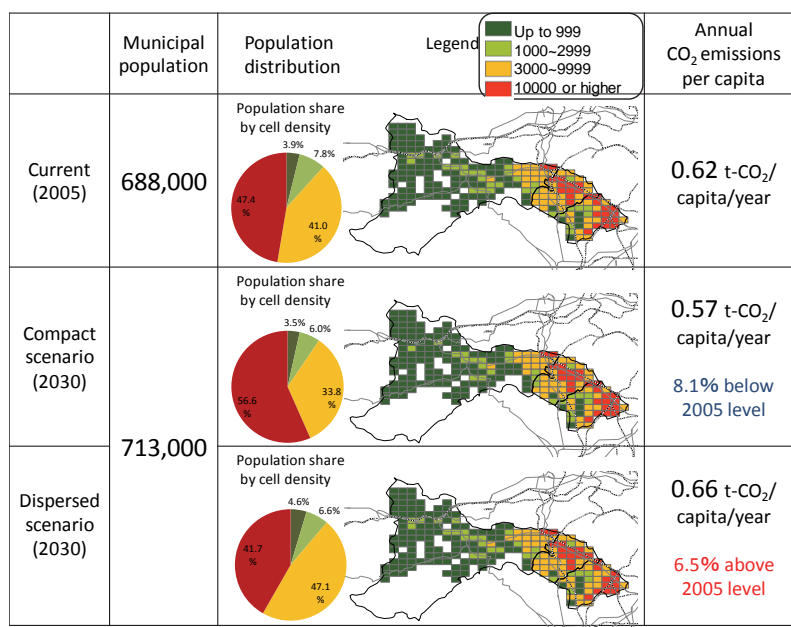 Municipal
population
Population
distribution
Legend
Up to 999
1000~2999
3000~9999
10000 or higher
Annual
CO₂ emissions
per capita
Current
(2005)
688,000
Population share
by cell density
3.9%
7.8%
47.4
%
41.0
%
0.62 t-CO₂/
capita/year
Compact
scenario
(2030)
713,000
Population share
by cell density
3.5%
6.0%
56.6
%
33.8
%
0.57 t-CO₂/
capita/year
8.1% below
2005 level
Dispersed
scenario
(2030)
Population share
by cell density
4.6%
6.6%
41.7
%
47.1
%
0.66 t-CO₂/
capita/year
6.5% above
2005 level